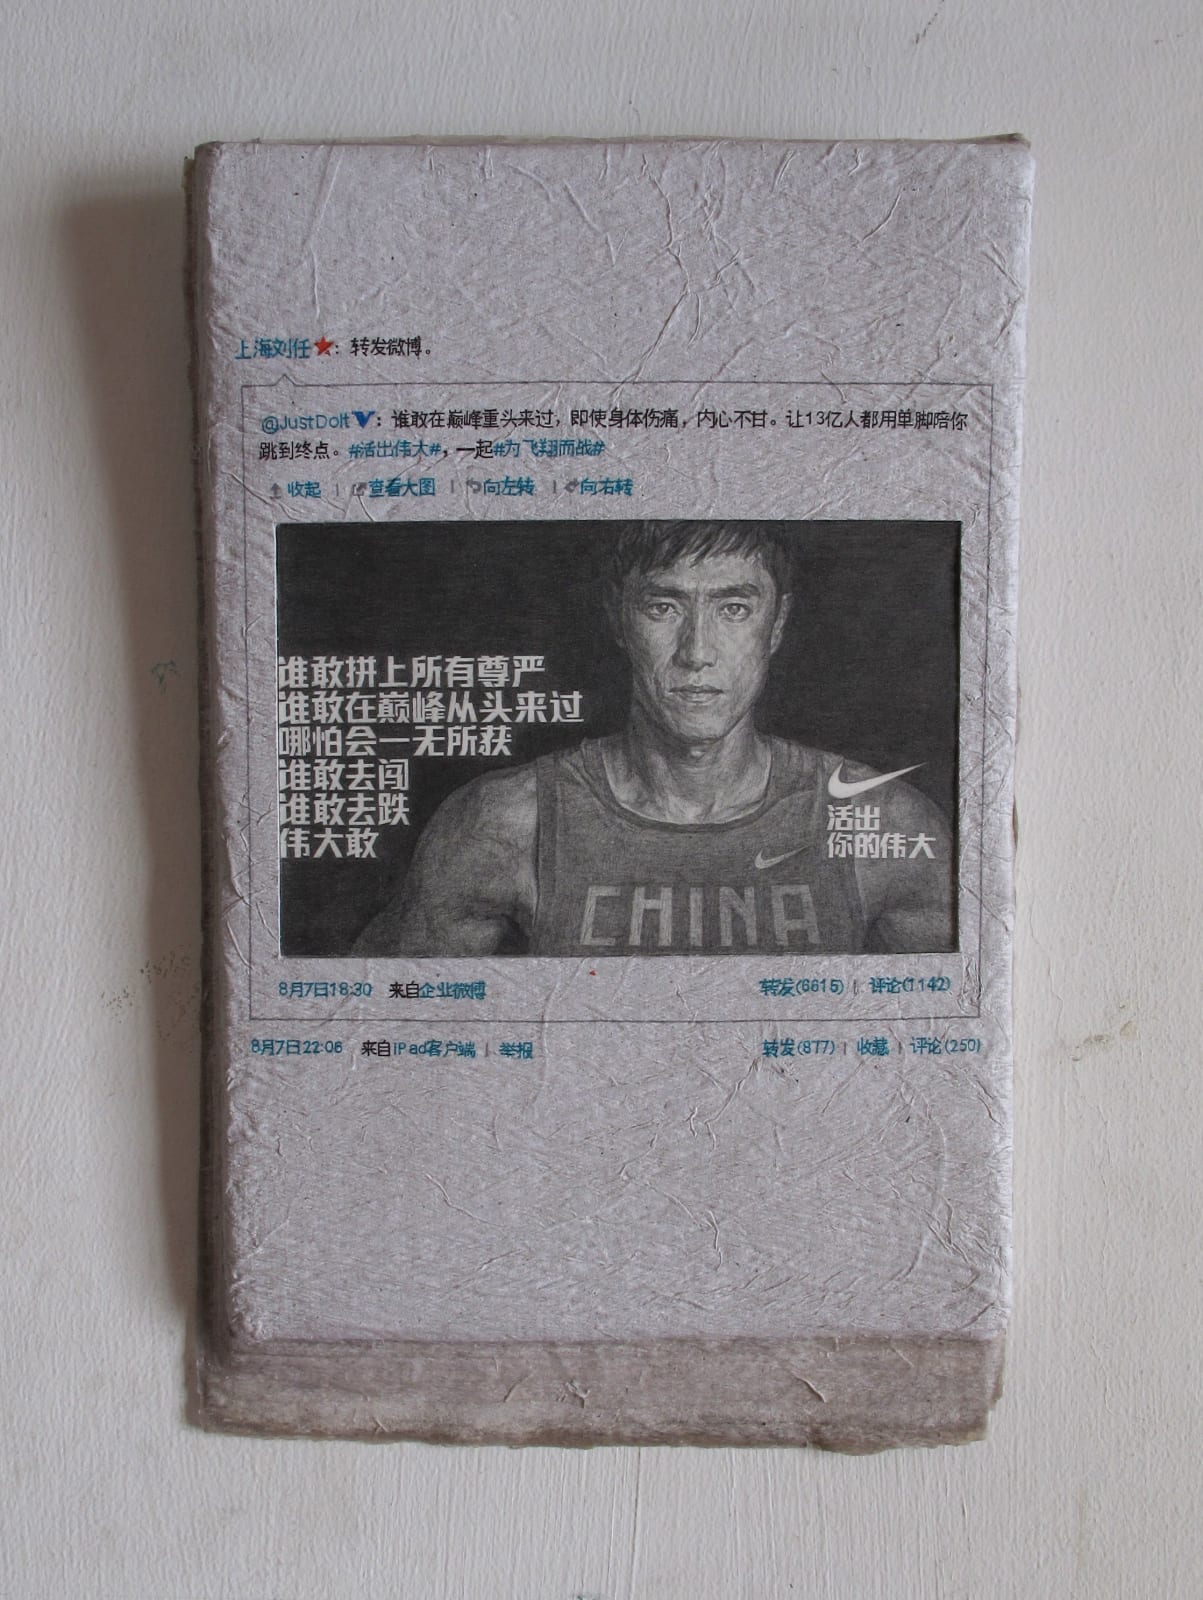 上海刘任★：转发微博。
@JustDoIt V：谁敢在巅峰重头来过，即使身体伤痛，内心不甘。让13亿人都用单脚陪你
跳到终点。#活出伟大#，一起#为飞翔而战#
收起 | 查看大图 | 向左转 | 向右转
谁敢拼上所有尊严
谁敢在巅峰从头来过
哪怕会一无所获
谁敢去闯
谁敢去跌
伟大敢
活出
你的伟大
CHINA
8月7日18:30 来自企业微博 转发(6615) | 评论(1142)
8月7日22:06 来自iPad客户端 | 举报 转发(877) | 收藏 | 评论(250)